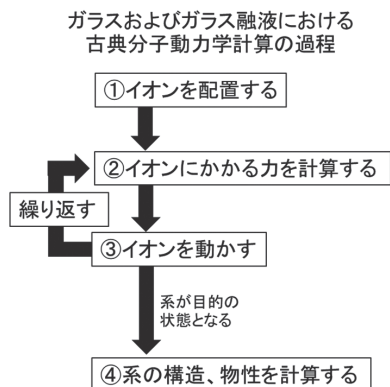 ガラスおよびガラス融液における
古典分子動力学計算の過程
①イオンを配置する
②イオンにかかる力を計算する
繰り返す
③イオンを動かす
系が目的の
状態となる
④系の構造、物性を計算する